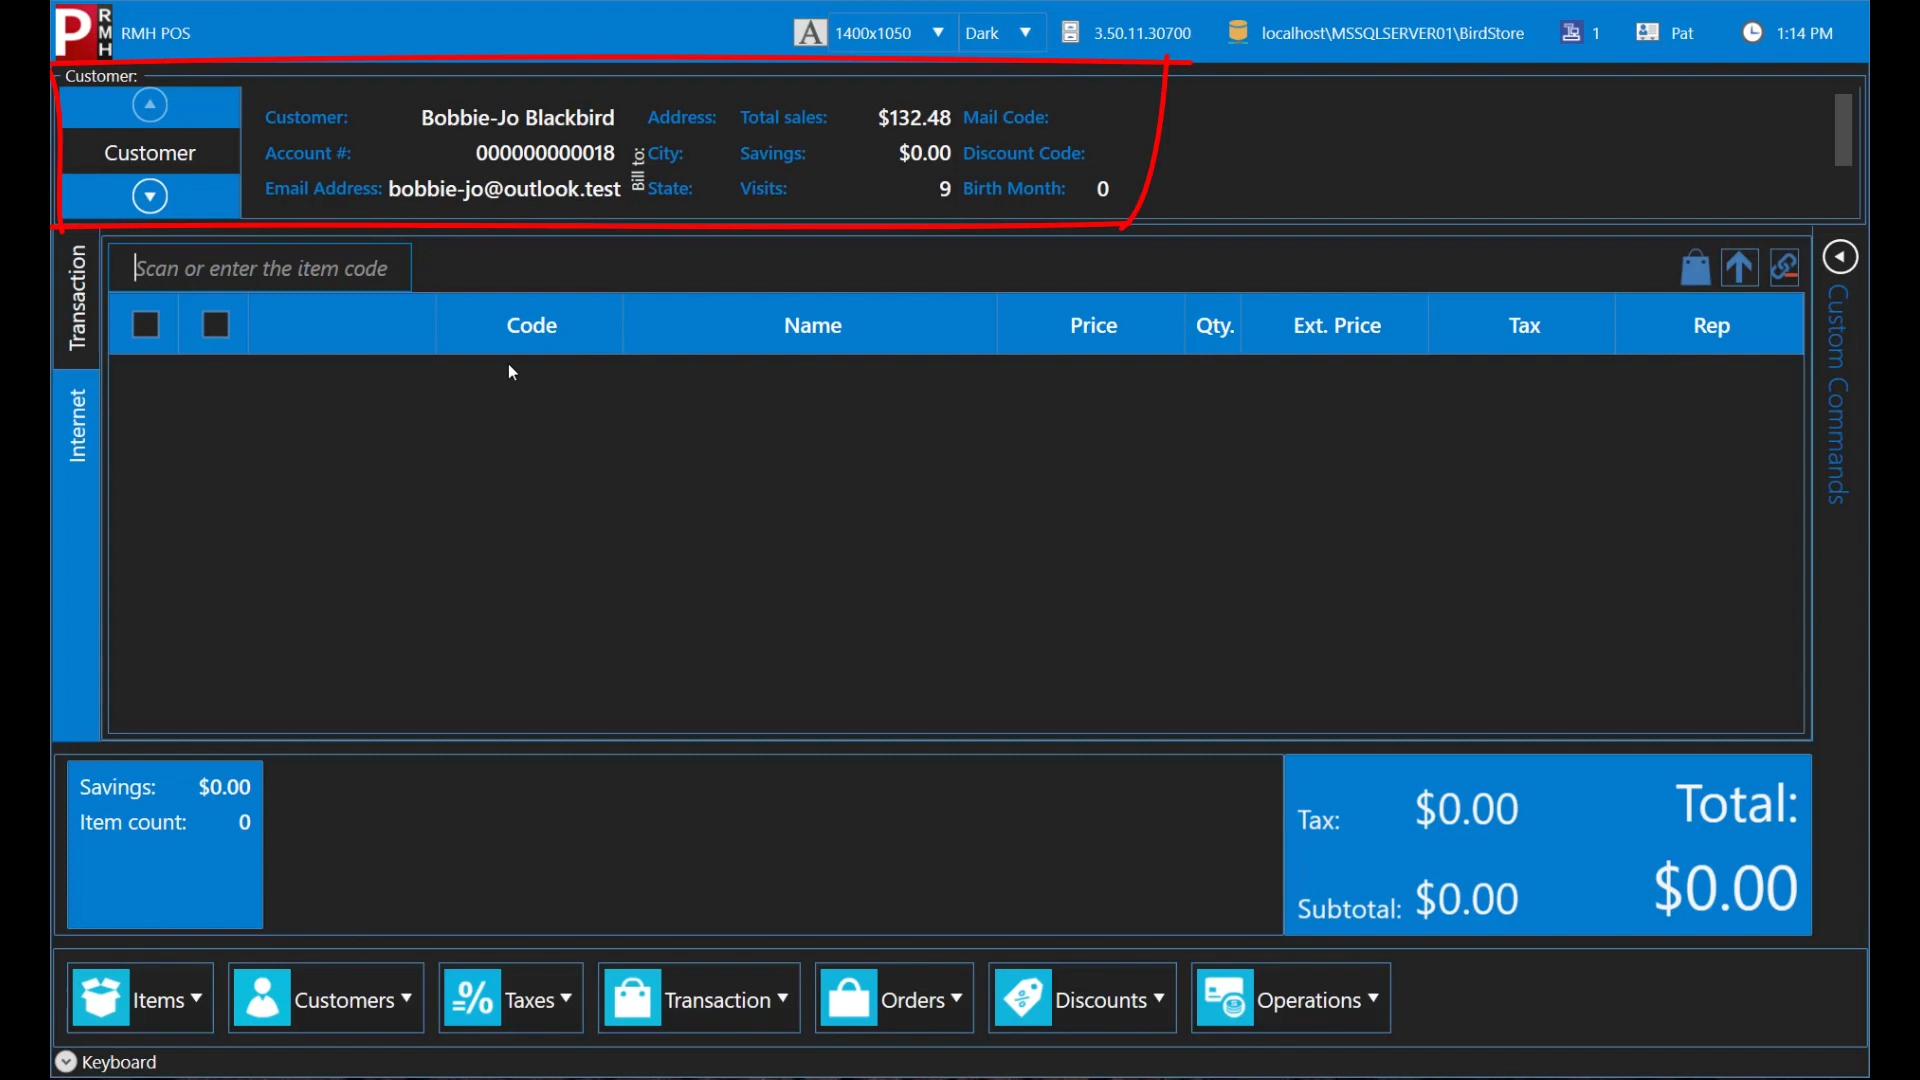 P RMH RMH POS A 1400x1050 Dark 3.50.11.30700 localhost\MSSQLSERVER01\BirdStore 1 Pat 1:14 PM
Customer:
Customer: Bobbie-Jo Blackbird Address: Total sales: $132.48 Mail Code:
Customer Account #: 000000000018 Bill to: City: Savings: $0.00 Discount Code:
Email Address: bobbie-jo@outlook.test State: Visits: 9 Birth Month: 0
Transaction
Scan or enter the item code
Code Name Price Qty. Ext. Price Tax Rep
Custom Commands
Internet
Savings: $0.00
Item count: 0
Tax: $0.00 Total:
Subtotal: $0.00 $0.00
Items Customers Taxes Transaction Orders Discounts Operations
Keyboard